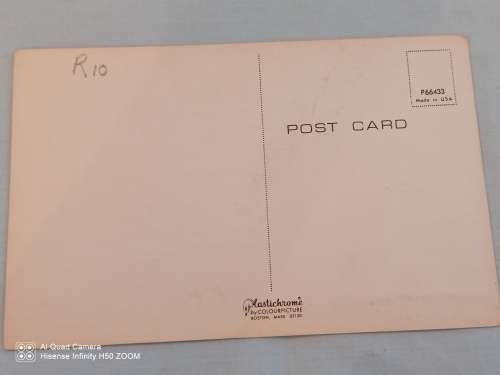 R10
P66433
Made in USA
POST CARD
Plastichrome
by COLOURPICTURE
BOSTON, MASS 02130
AI Quad Camera
Hisense Infinity H50 ZOOM